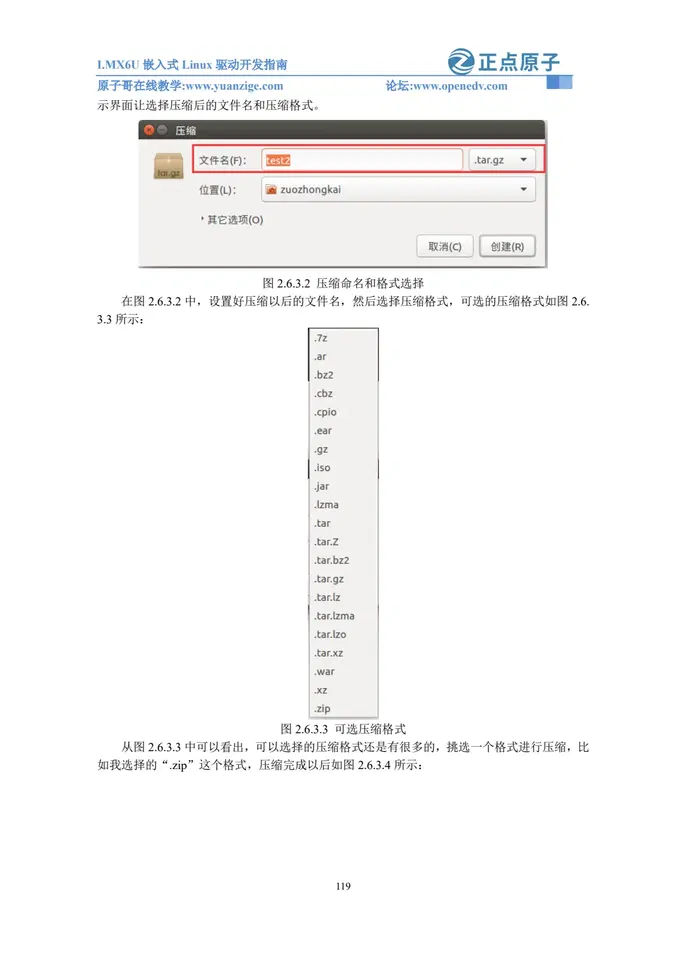 I.MX6U 嵌入式 Linux 驱动开发指南
正点原子
原子哥在线教学:www.yuanzige.com 论坛:www.openedv.com
示界面让选择压缩后的文件名和压缩格式。
压缩
tar.gz
文件名(F)： test2 .tar.gz
位置(L)： zuozhongkai
其它选项(O)
取消(C) 创建(R)
图 2.6.3.2 压缩命名和格式选择
在图 2.6.3.2 中，设置好压缩以后的文件名，然后选择压缩格式，可选的压缩格式如图 2.6.
3.3 所示：
.7z
.ar
.bz2
.cbz
.cpio
.ear
.gz
.iso
.jar
.lzma
.tar
.tar.Z
.tar.bz2
.tar.gz
.tar.lz
.tar.lzma
.tar.lzo
.tar.xz
.war
.xz
.zip
图 2.6.3.3 可选压缩格式
从图 2.6.3.3 中可以看出，可以选择的压缩格式还是有很多的，挑选一个格式进行压缩，比
如我选择的“.zip”这个格式，压缩完成以后如图 2.6.3.4 所示：
119